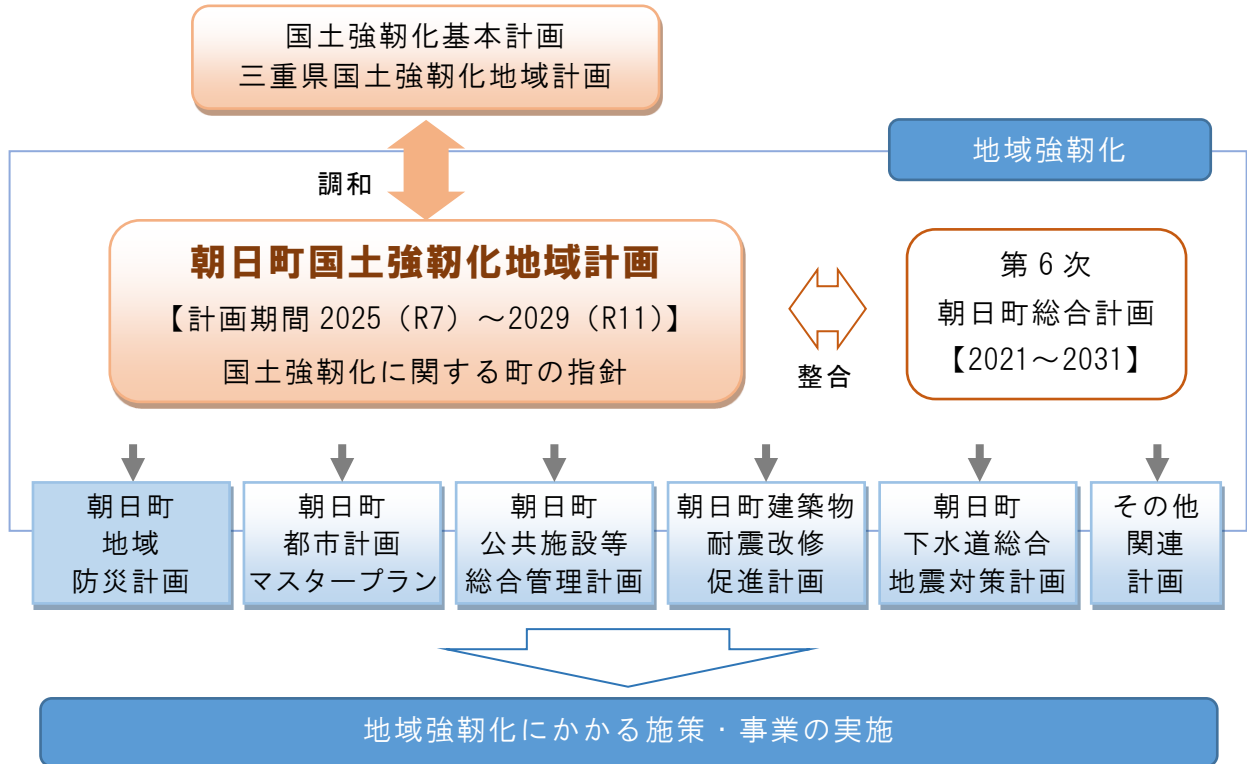 国土強靭化基本計画
三重県国土強靭化地域計画
地域強靭化
調和
朝日町国土強靭化地域計画
【計画期間 2025（R7）～2029（R11）】
国土強靭化に関する町の指針
整合
第 6 次
朝日町総合計画
【2021～2031】
朝日町
地域
防災計画
朝日町
都市計画
マスタープラン
朝日町
公共施設等
総合管理計画
朝日町建築物
耐震改修
促進計画
朝日町
下水道総合
地震対策計画
その他
関連
計画
地域強靭化にかかる施策・事業の実施